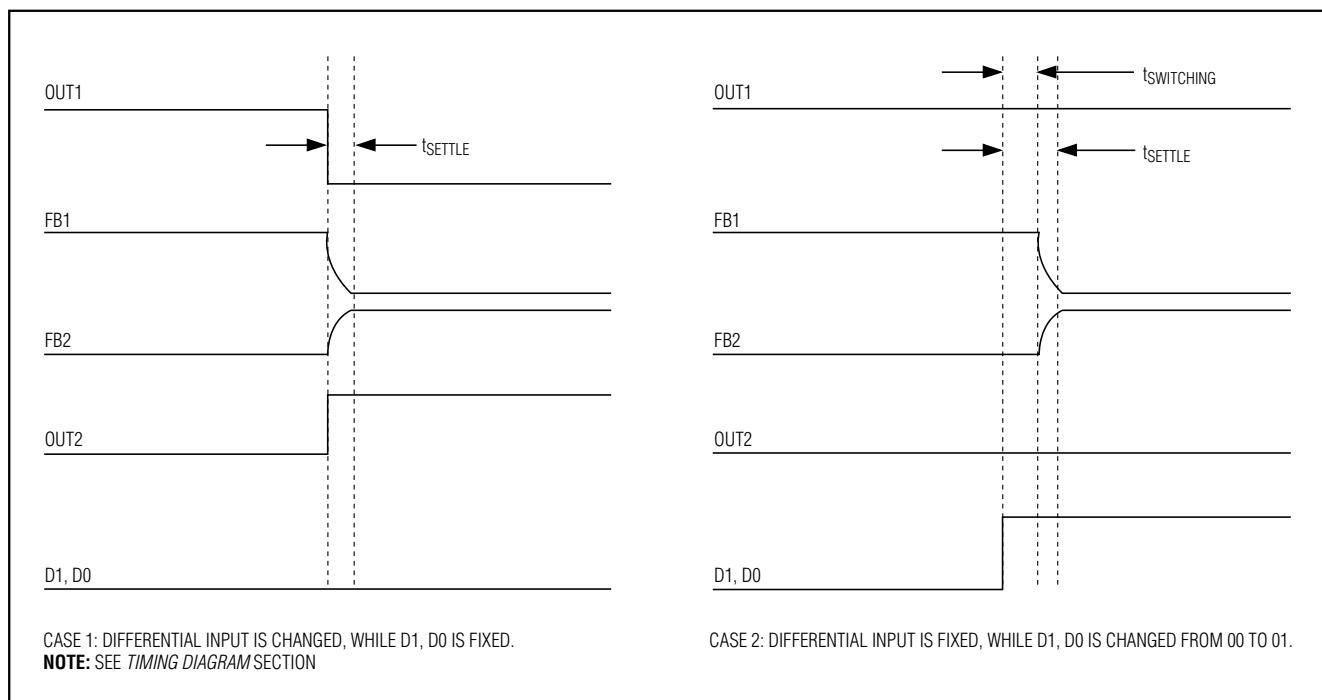 OUT1
tSETTLE
FB1
FB2
OUT2
D1, D0
CASE 1: DIFFERENTIAL INPUT IS CHANGED, WHILE D1, D0 IS FIXED.
NOTE: SEE TIMING DIAGRAM SECTION
tSWITCHING
OUT1
tSETTLE
FB1
FB2
OUT2
D1, D0
CASE 2: DIFFERENTIAL INPUT IS FIXED, WHILE D1, D0 IS CHANGED FROM 00 TO 01.